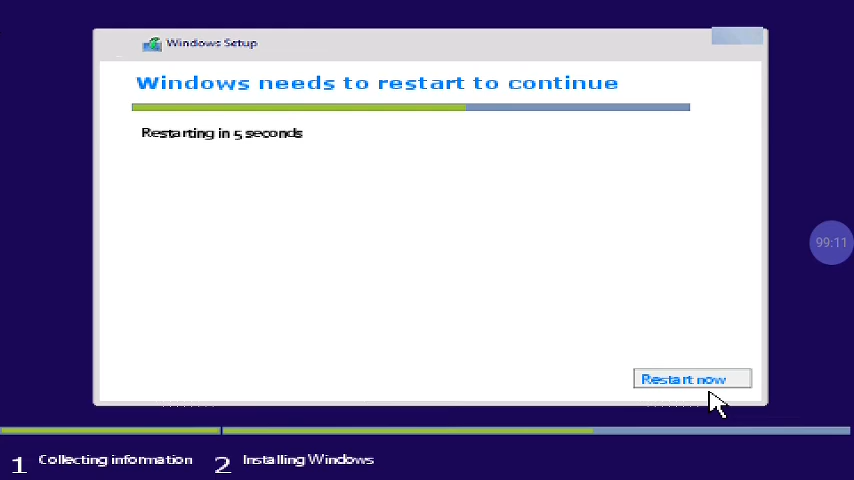 Windows Setup
Windows needs to restart to continue
Restarting in 5 seconds
99:11
Restart now
1 Collecting information 2 Installing Windows